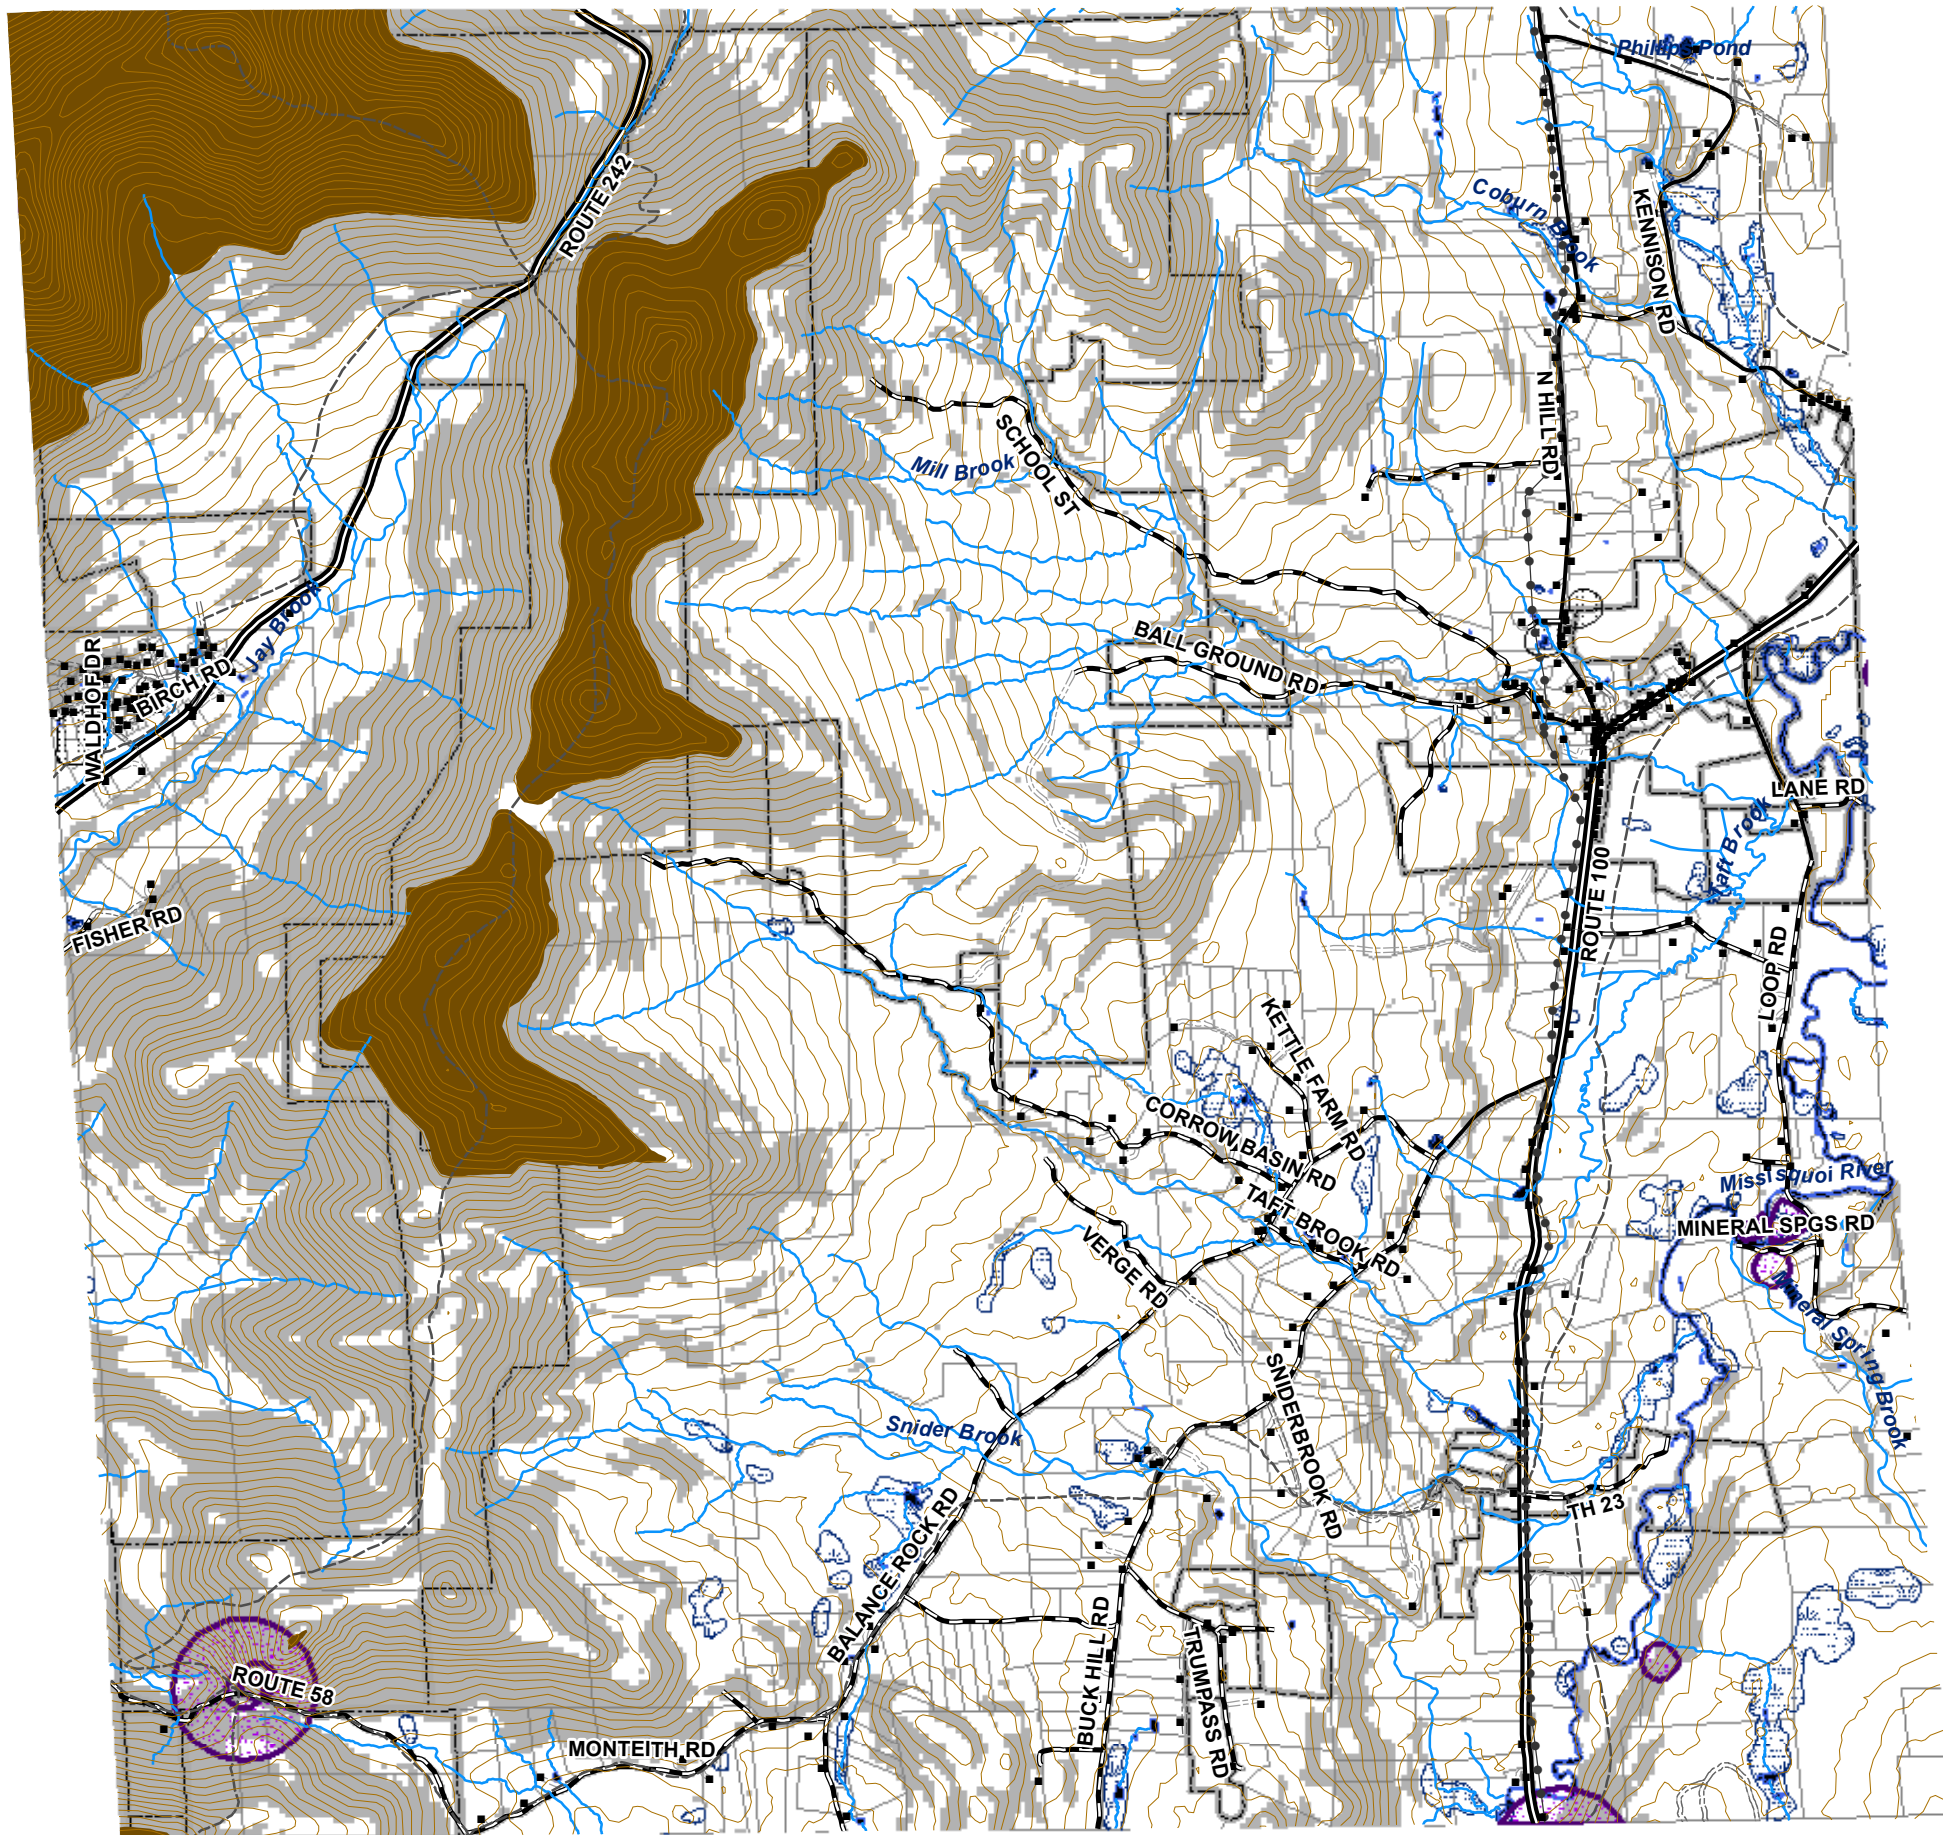 Phillips Pond
ROUTE 242
Coburn Brook
KENNISON RD
N HILL RD
SCHOOL ST
Mill Brook
Jay Brook
BALL GROUND RD
WALDHOF DR
BIRCH RD
LANE RD
Taft Brook
ROUTE 100
FISHER RD
LOOP RD
KETTLE FARM RD
CORROW BASIN RD
Missisquoi River
TAFT BROOK RD
MINERAL SPGS RD
VERGE RD
Mineral Spring Brook
SNIDERBROOK RD
Snider Brook
BALANCE ROCK RD
TH 23
BUCK HILL RD
TRUMPASS RD
ROUTE 58
MONTEITH RD